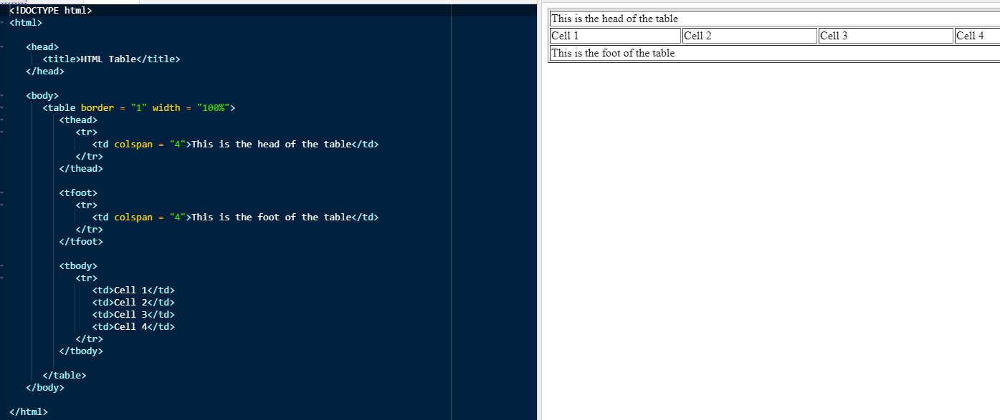 <!DOCTYPE html>
<html>
<head>
<title>HTML Table</title>
</head>
<body>
<table border = "1" width = "100%">
<thead>
<tr>
<td colspan = "4">This is the head of the table</td>
</tr>
</thead>
<tfoot>
<tr>
<td colspan = "4">This is the foot of the table</td>
</tr>
</tfoot>
<tbody>
<tr>
<td>Cell 1</td>
<td>Cell 2</td>
<td>Cell 3</td>
<td>Cell 4</td>
</tr>
</tbody>
</table>
</body>
</html>
This is the head of the table
Cell 1 Cell 2 Cell 3 Cell 4
This is the foot of the table